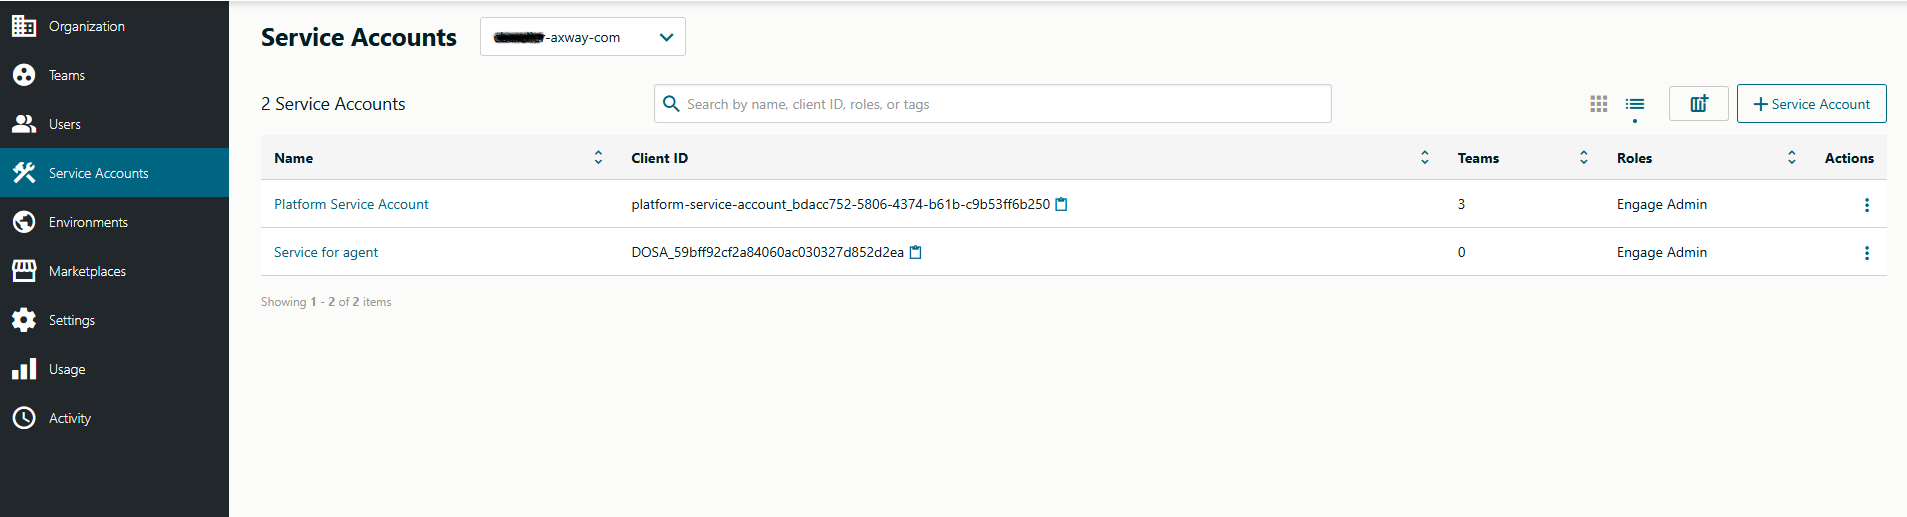 Organization
Teams
Users
Service Accounts
Environments
Marketplaces
Settings
Usage
Activity
Service Accounts
-axway-com
2 Service Accounts
Search by name, client ID, roles, or tags
+ Service Account
Name Client ID Teams Roles Actions
Platform Service Account platform-service-account_bdacc752-5806-4374-b61b-c9b53ff6b250 3 Engage Admin
Service for agent DOSA_59bff92cf2a84060ac030327d852d2ea 0 Engage Admin
Showing 1 - 2 of 2 items